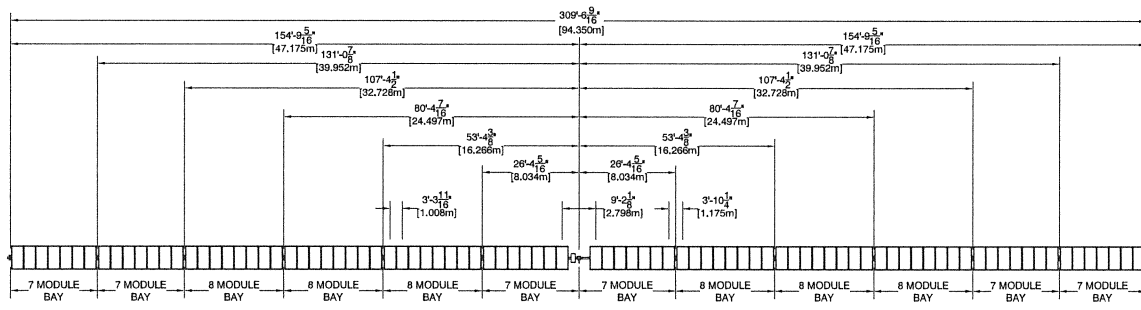 309'-6 9/16"
[94.350m]
154'-9 5/16"
[47.175m]
154'-9 5/16"
[47.175m]
131'-0 7/8"
[39.952m]
131'-0 7/8"
[39.952m]
107'-4 1/2"
[32.728m]
107'-4 1/2"
[32.728m]
80'-4 7/16"
[24.497m]
80'-4 7/16"
[24.497m]
53'-4 3/8"
[16.266m]
53'-4 3/8"
[16.266m]
26'-4 5/16"
[8.034m]
26'-4 5/16"
[8.034m]
3'-3 11/16"
[1.008m]
9'-2 1/8"
[2.798m]
3'-10 1/4"
[1.175m]
7 MODULE
BAY
7 MODULE
BAY
8 MODULE
BAY
8 MODULE
BAY
8 MODULE
BAY
7 MODULE
BAY
7 MODULE
BAY
8 MODULE
BAY
8 MODULE
BAY
8 MODULE
BAY
7 MODULE
BAY
7 MODULE
BAY